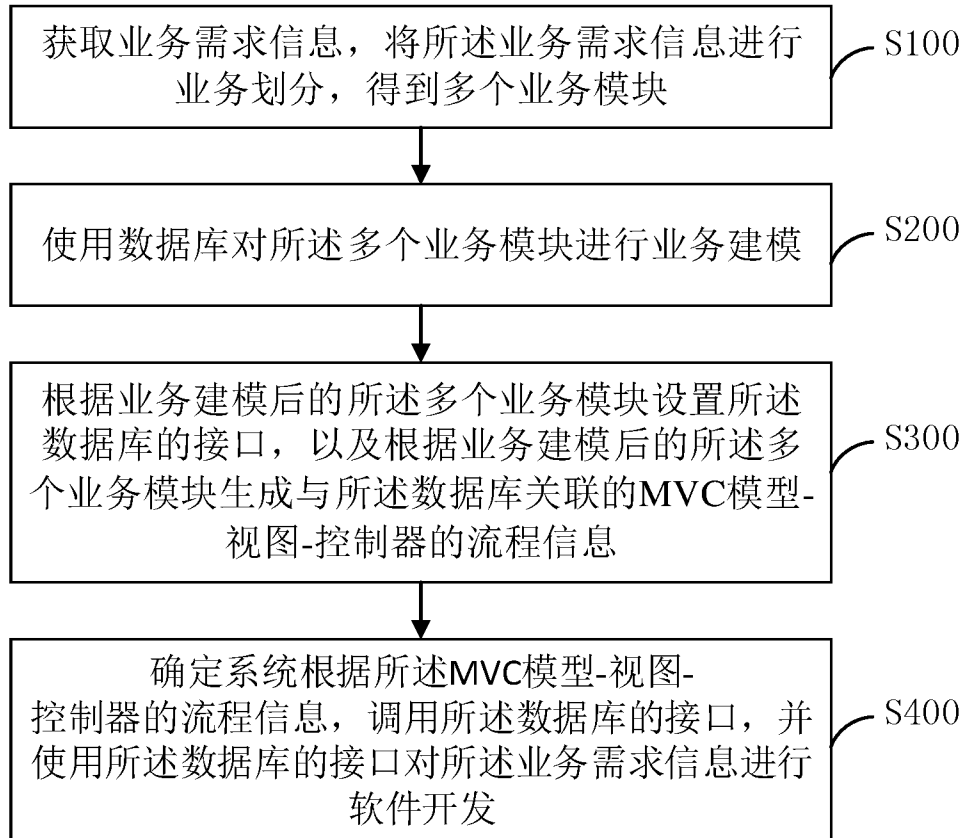 获取业务需求信息，将所述业务需求信息进行
业务划分，得到多个业务模块
S100
使用数据库对所述多个业务模块进行业务建模
S200
根据业务建模后的所述多个业务模块设置所述
数据库的接口，以及根据业务建模后的所述多
个业务模块生成与所述数据库关联的MVC模型-
视图-控制器的流程信息
S300
确定系统根据所述MVC模型-视图-
控制器的流程信息，调用所述数据库的接口，并
使用所述数据库的接口对所述业务需求信息进行
软件开发
S400